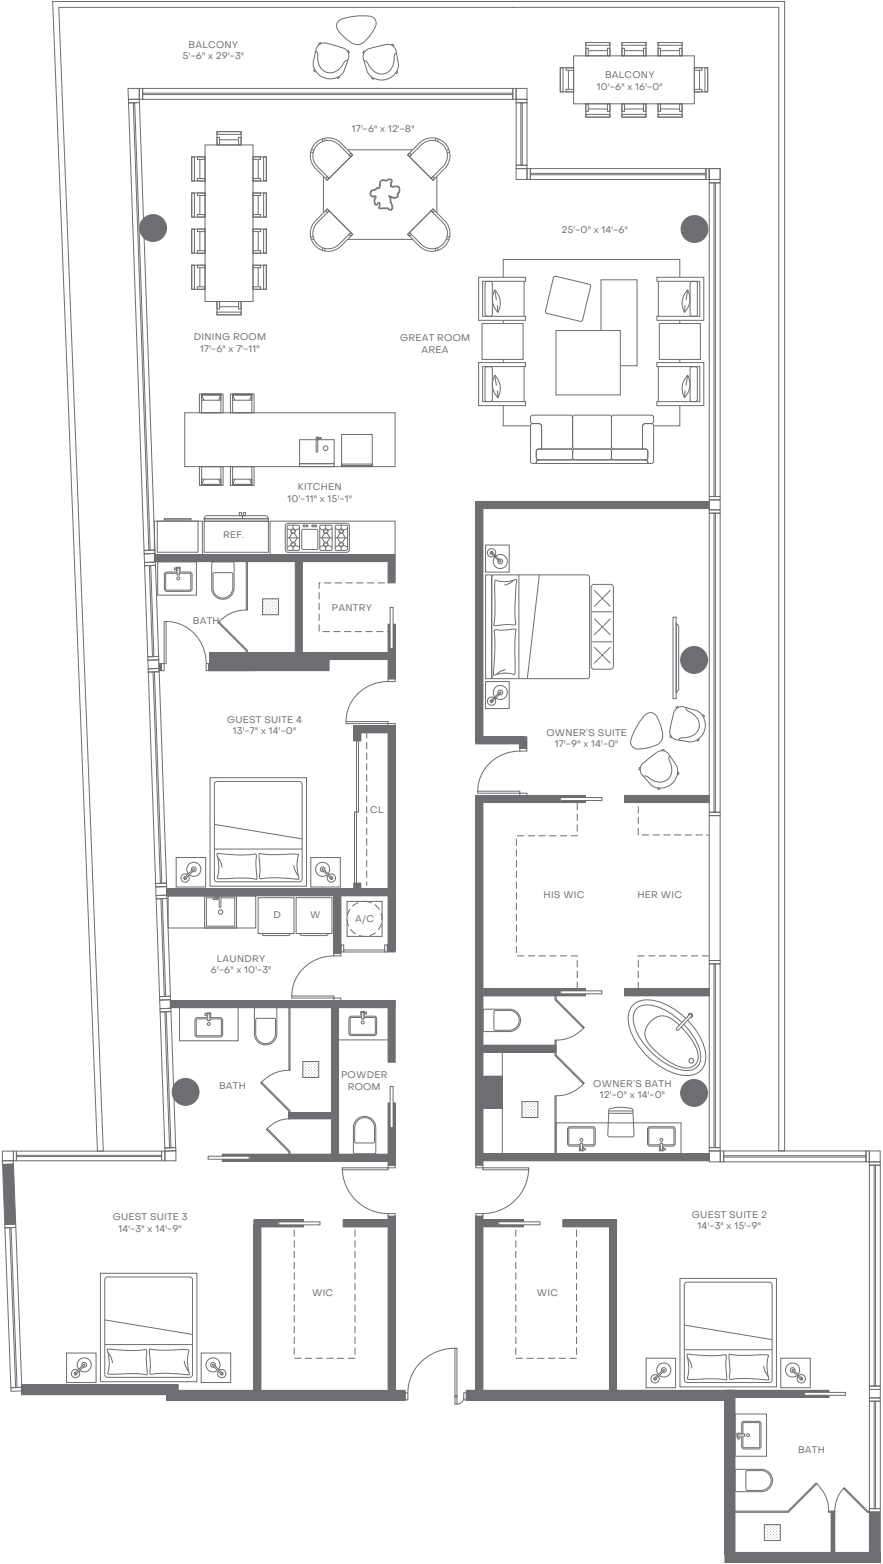 BALCONY
5'-6" x 29'-3"
BALCONY
10'-6" x 16'-0"
17'-6" x 12'-8"
25'-0" x 14'-6"
DINING ROOM
17'-6" x 7'-11"
GREAT ROOM
AREA
KITCHEN
10'-11" x 15'-1"
REF.
BATH
PANTRY
GUEST SUITE 4
13'-7" x 14'-0"
OWNER'S SUITE
17'-9" x 14'-0"
CL
HIS WIC
HER WIC
D
W
A/C
LAUNDRY
6'-6" x 10'-3"
BATH
POWDER
ROOM
OWNER'S BATH
12'-0" x 14'-0"
GUEST SUITE 3
14'-3" x 14'-9"
GUEST SUITE 2
14'-3" x 15'-9"
WIC
WIC
BATH